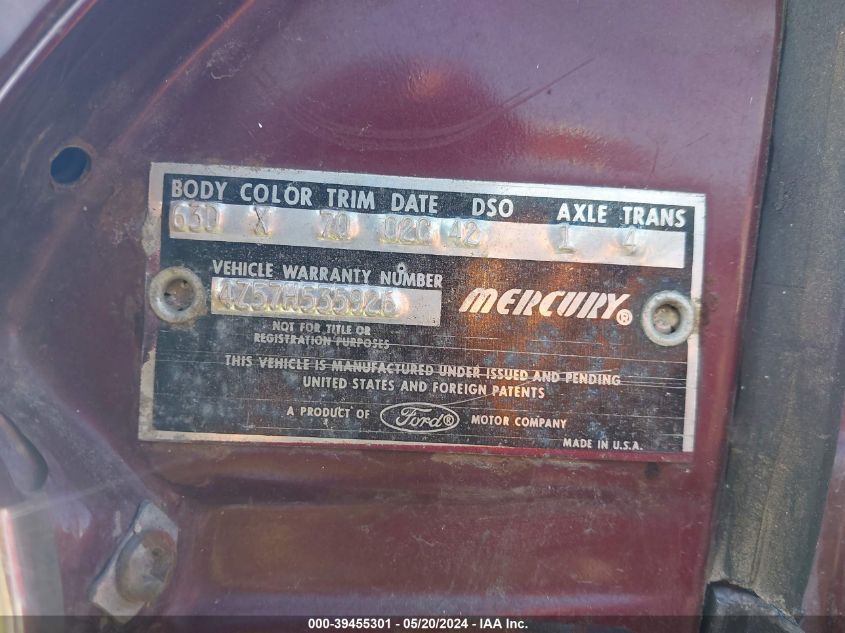 BODY COLOR TRIM DATE DSO AXLE TRANS
63D X 70 02C 42 1 4
VEHICLE WARRANTY NUMBER
4Z57M555926
MERCURY®
NOT FOR TITLE OR
REGISTRATION PURPOSES
THIS VEHICLE IS MANUFACTURED UNDER ISSUED AND PENDING
UNITED STATES AND FOREIGN PATENTS
A PRODUCT OF Ford® MOTOR COMPANY
MADE IN U.S.A.
000-39455301 - 05/20/2024 - IAA Inc.